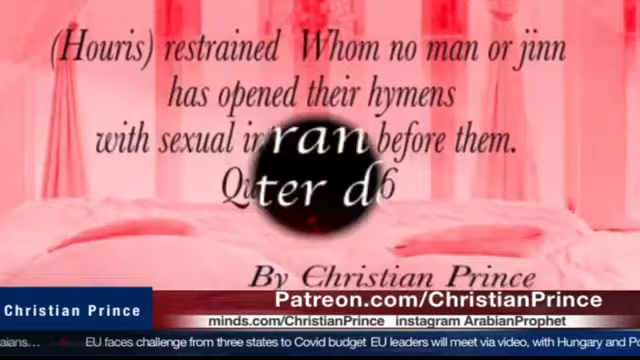 (Houris) restrained Whom no man or jinn
has opened their hymens
with sexual before them.
ran
ter
6
By Christian Prince
Christian Prince
Patreon.com/ChristianPrince
minds.com/ChristianPrince instagram ArabianProphet
aians... EU faces challenge from three states to Covid budget EU leaders will meet via video, with Hungary and P